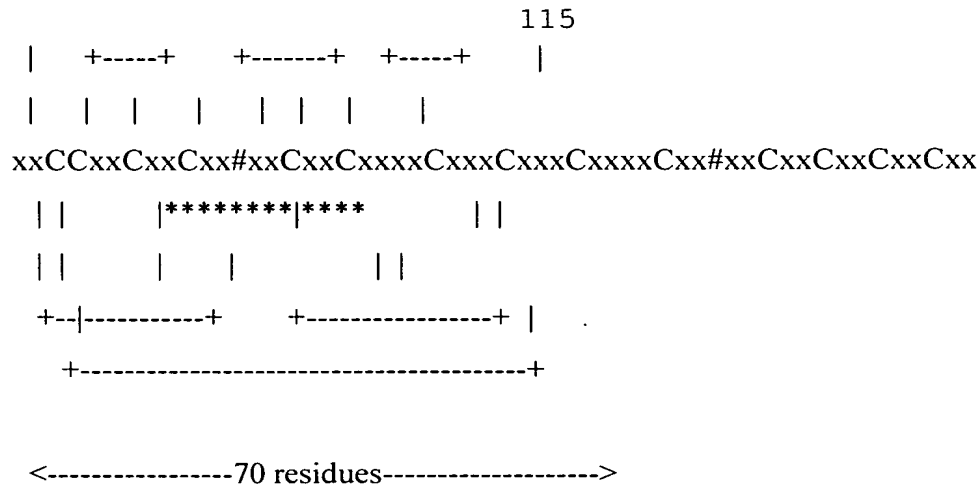 115
|    +-----+    +-------+    +-----+    |
|    |    |    |    |    |    |    |
xxCCxxCxxCxx#xxCxxCxxxxCxxxCxxxCxxxxCxx#xxCxxCxxCxxCxx
| |    |********|****    | |
| |    |    |    | |
+--|-----------+    +-----------------+ |
+--------------------------------------+
<-----------------70 residues-------------------->